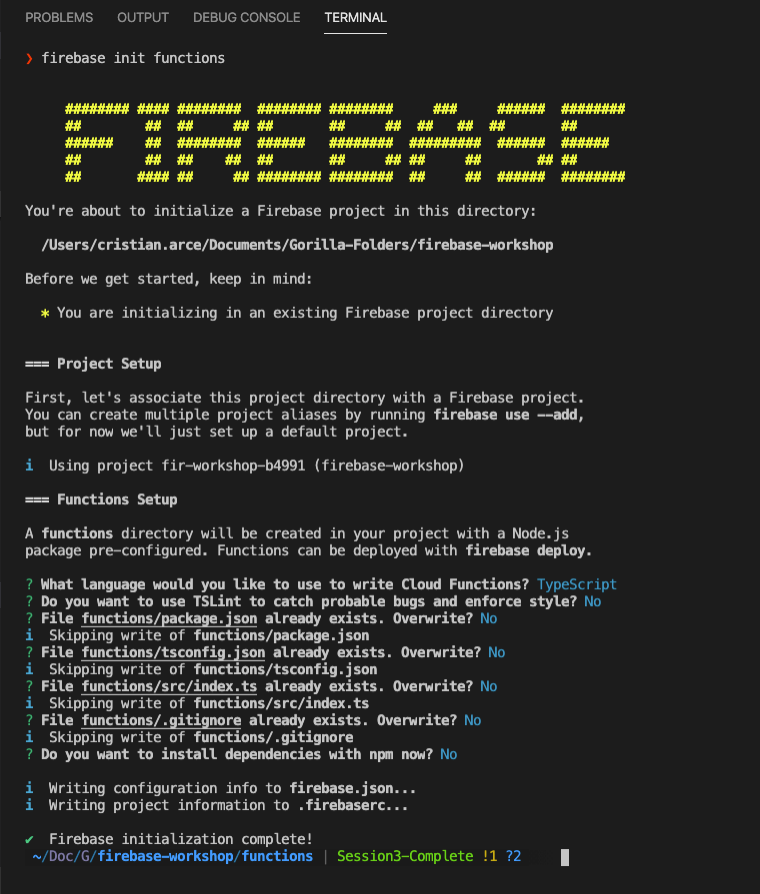 PROBLEMS OUTPUT DEBUG CONSOLE TERMINAL
❯ firebase init functions
######## #### ########  ######## ########     ###     ######  ########
##        ##  ##     ## ##       ##     ##  ##   ##  ##       ##
######    ##  ########  ######   ########  #########  ######  ######
##        ##  ##    ##  ##       ##     ## ##     ##       ## ##
##       #### ##     ## ######## ########  ##     ##  ######  ########
You're about to initialize a Firebase project in this directory:
/Users/cristian.arce/Documents/Gorilla-Folders/firebase-workshop
Before we get started, keep in mind:
* You are initializing in an existing Firebase project directory
=== Project Setup
First, let's associate this project directory with a Firebase project.
You can create multiple project aliases by running firebase use --add,
but for now we'll just set up a default project.
i  Using project fir-workshop-b4991 (firebase-workshop)
=== Functions Setup
A functions directory will be created in your project with a Node.js
package pre-configured. Functions can be deployed with firebase deploy.
? What language would you like to use to write Cloud Functions? TypeScript
? Do you want to use TSLint to catch probable bugs and enforce style? No
? File functions/package.json already exists. Overwrite? No
i  Skipping write of functions/package.json
? File functions/tsconfig.json already exists. Overwrite? No
i  Skipping write of functions/tsconfig.json
? File functions/src/index.ts already exists. Overwrite? No
i  Skipping write of functions/src/index.ts
? File functions/.gitignore already exists. Overwrite? No
i  Skipping write of functions/.gitignore
? Do you want to install dependencies with npm now? No
i  Writing configuration info to firebase.json...
i  Writing project information to .firebaserc...
✔  Firebase initialization complete!
~/Doc/G/firebase-workshop/functions | Session3-Complete !1 ?2